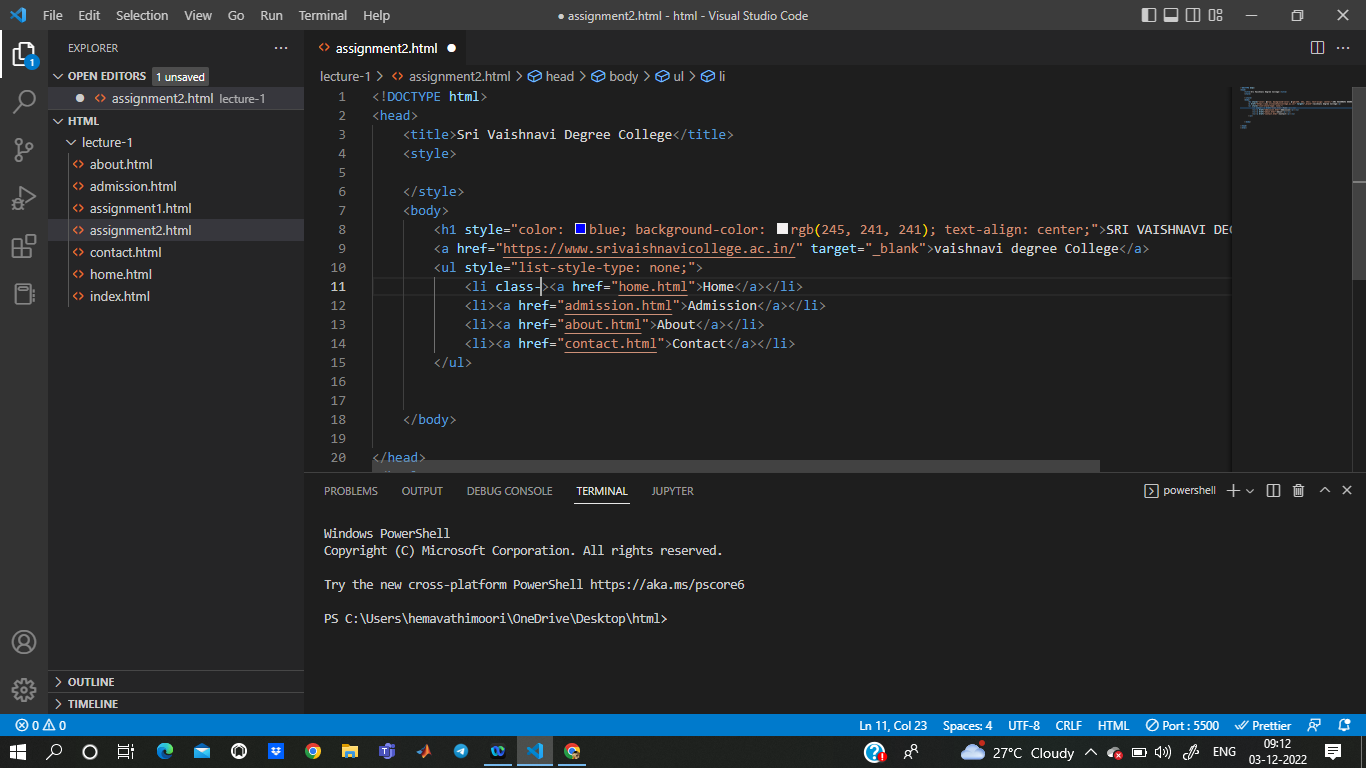 File Edit Selection View Go Run Terminal Help
● assignment2.html - html - Visual Studio Code
EXPLORER
OPEN EDITORS 1 unsaved
assignment2.html lecture-1
HTML
lecture-1
about.html
admission.html
assignment1.html
assignment2.html
contact.html
home.html
index.html
OUTLINE
TIMELINE
1
assignment2.html
lecture-1 > assignment2.html > head > body > ul > li
1 <!DOCTYPE html>
2 <head>
3 <title>Sri Vaishnavi Degree College</title>
4 <style>
5
6 </style>
7 <body>
8 <h1 style="color: blue; background-color: rgb(245, 241, 241); text-align: center;">SRI VAISHNAVI DEG
9 <a href="https://www.srivaishnavicollege.ac.in/" target="_blank">vaishnavi degree College</a>
10 <ul style="list-style-type: none;">
11 <li class-><a href="home.html">Home</a></li>
12 <li><a href="admission.html">Admission</a></li>
13 <li><a href="about.html">About</a></li>
14 <li><a href="contact.html">Contact</a></li>
15 </ul>
16
17
18 </body>
19
20 </head>
PROBLEMS OUTPUT DEBUG CONSOLE TERMINAL JUPYTER
powershell
Windows PowerShell
Copyright (C) Microsoft Corporation. All rights reserved.
Try the new cross-platform PowerShell https://aka.ms/pscore6
PS C:\Users\hemavathimoori\OneDrive\Desktop\html>
0 0
Ln 11, Col 23 Spaces: 4 UTF-8 CRLF HTML Port : 5500 Prettier
27°C Cloudy ENG 09:12
03-12-2022